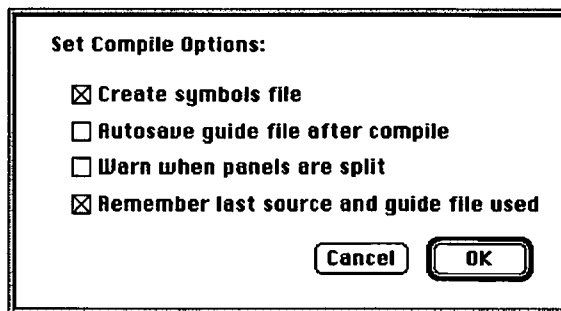 Set Compile Options:
Create symbols file
Autosave guide file after compile
Warn when panels are split
Remember last source and guide file used
Cancel OK